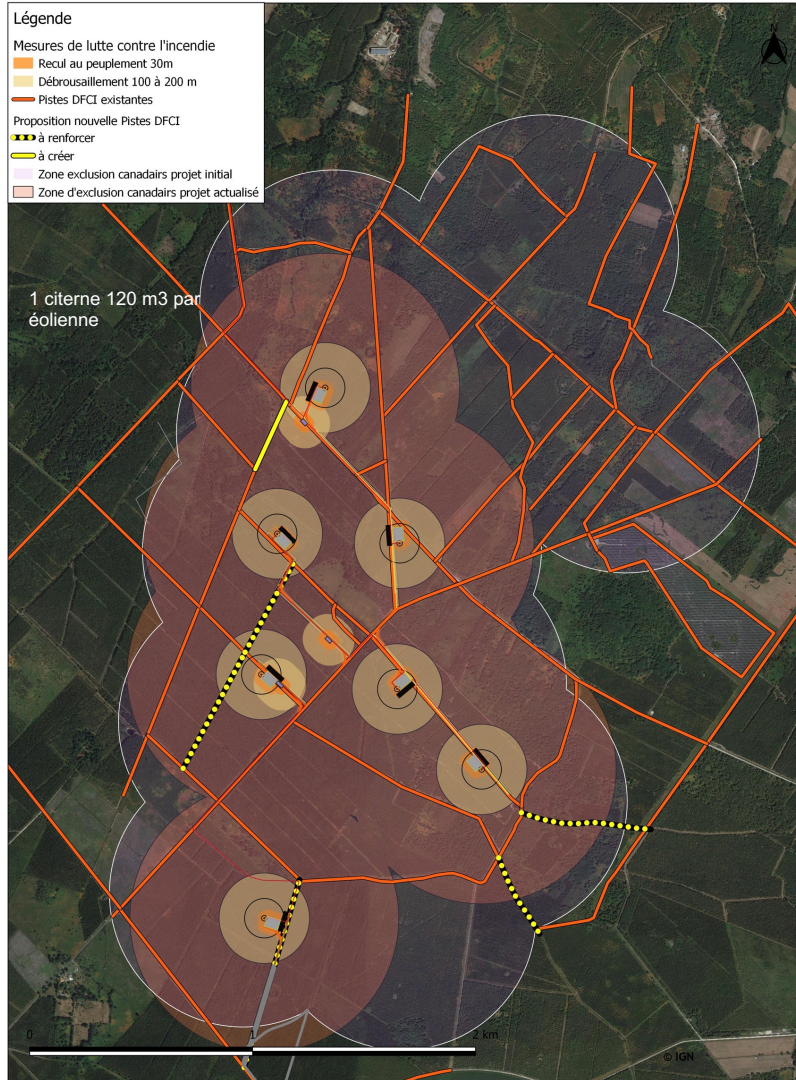 Légende
Mesures de lutte contre l'incendie
Recul au peuplement 30m
Débrousaillement 100 à 200 m
Pistes DFCI existantes
Proposition nouvelle Pistes DFCI
à renforcer
à créer
Zone exclusion canadairs projet initial
Zone d'exclusion canadairs projet actualisé
N
1 citerne 120 m3 par
éolienne
0 1 2 km
© IGN